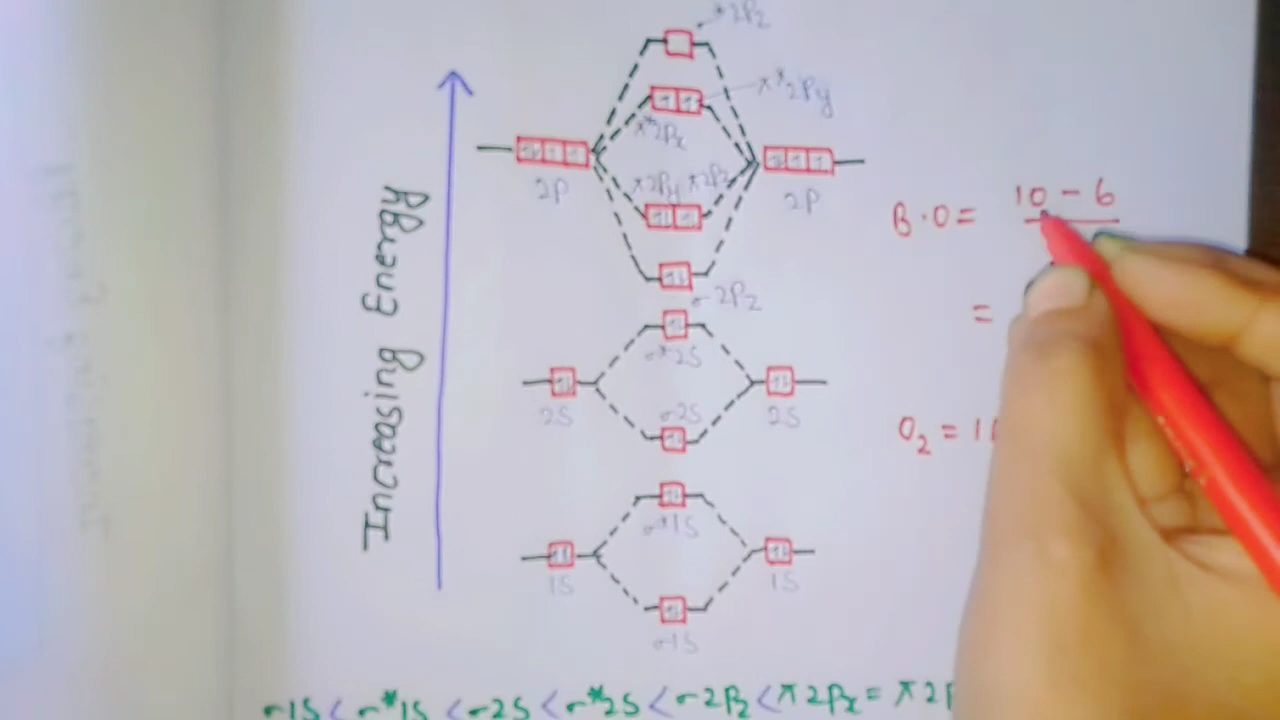 *2Pz
π*2Py
π*2Px
2P
π2Py π2Px
2P
B.O = 10 - 6
σ2Pz
=
σ*2S
2S
σ2S
2S
O2 = 1
σ*1S
1S
1S
σ1S
Increasing Energy
σ1S < σ*1S < σ2S < σ*2S < σ2Pz < π2Px = π2P